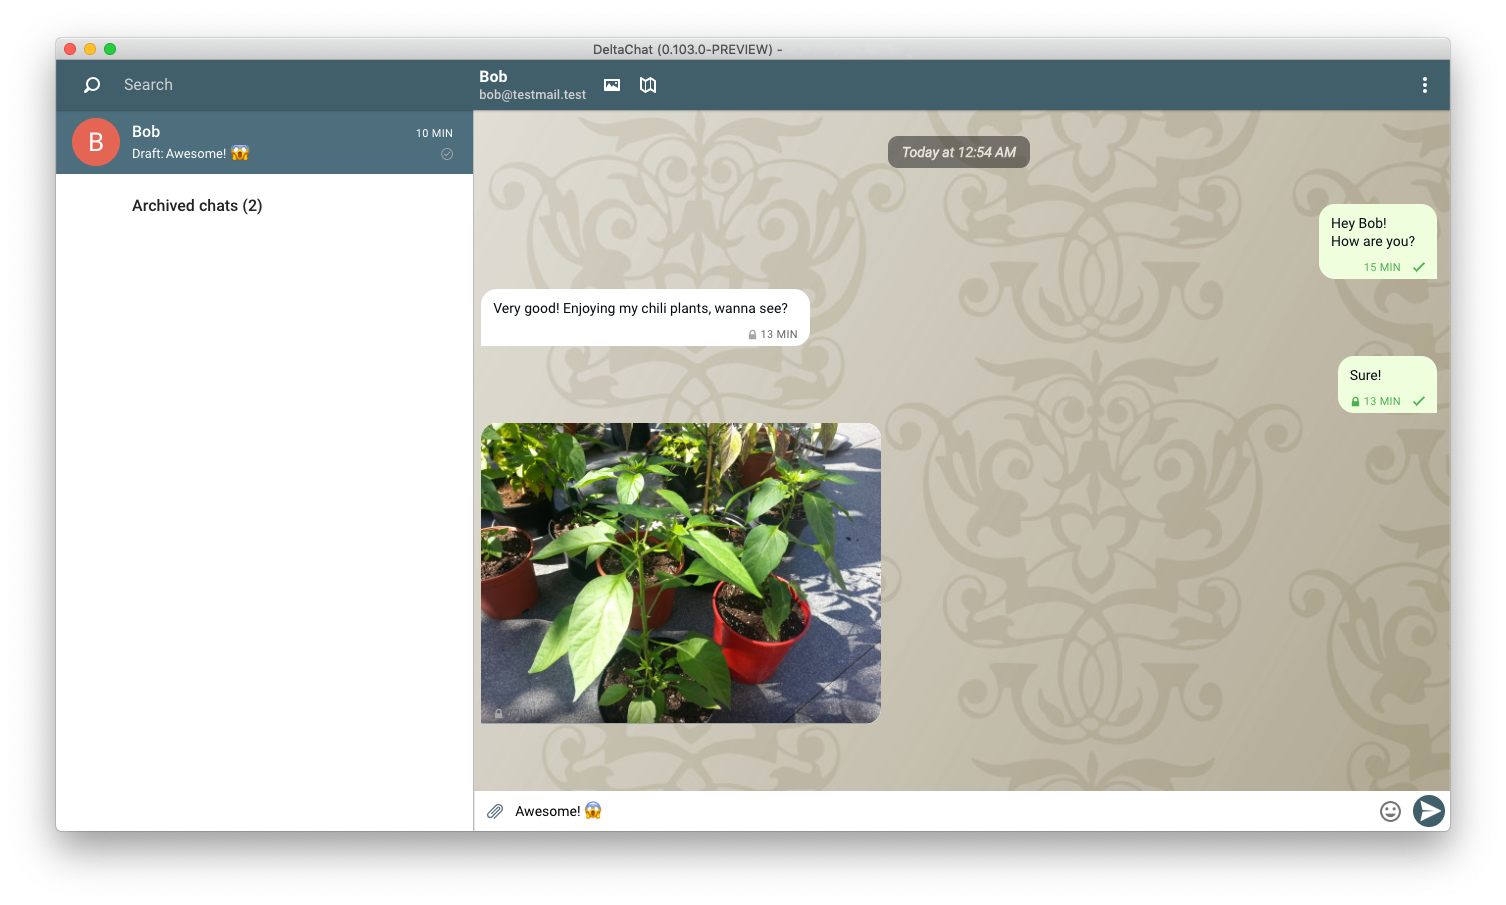 DeltaChat (0.103.0-PREVIEW) -
Search
Bob
bob@testmail.test
B
Bob
10 MIN
Draft: Awesome! 😱
Archived chats (2)
Today at 12:54 AM
Hey Bob!
How are you?
15 MIN
Very good! Enjoying my chili plants, wanna see?
13 MIN
Sure!
13 MIN
Awesome! 😱